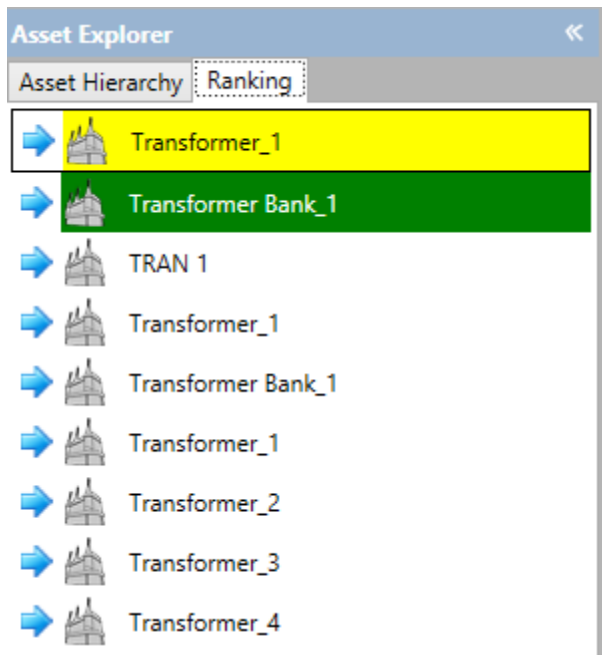 Asset Explorer
Asset Hierarchy Ranking
Transformer_1
Transformer Bank_1
TRAN 1
Transformer_1
Transformer Bank_1
Transformer_1
Transformer_2
Transformer_3
Transformer_4